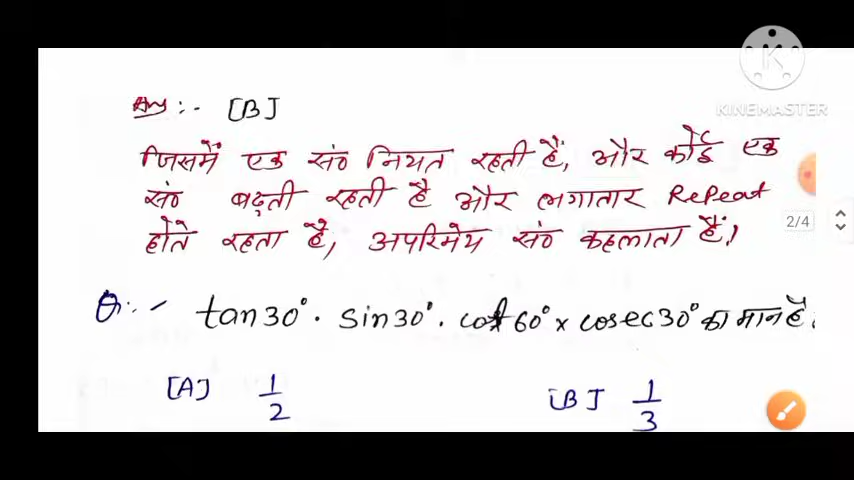 KINEMASTER
Ans :- [B]
जिसमें एक सं० नियत रहती है, और कोई एक
सं० बढ़ती रहती है और लगातार Repeat
होते रहता है, अपरिमेय सं० कहलाता है।
2/4
Q:- tan30°. sin30°. cot60° x cosec30° का मान है.
[A] 1/2 [B] 1/3